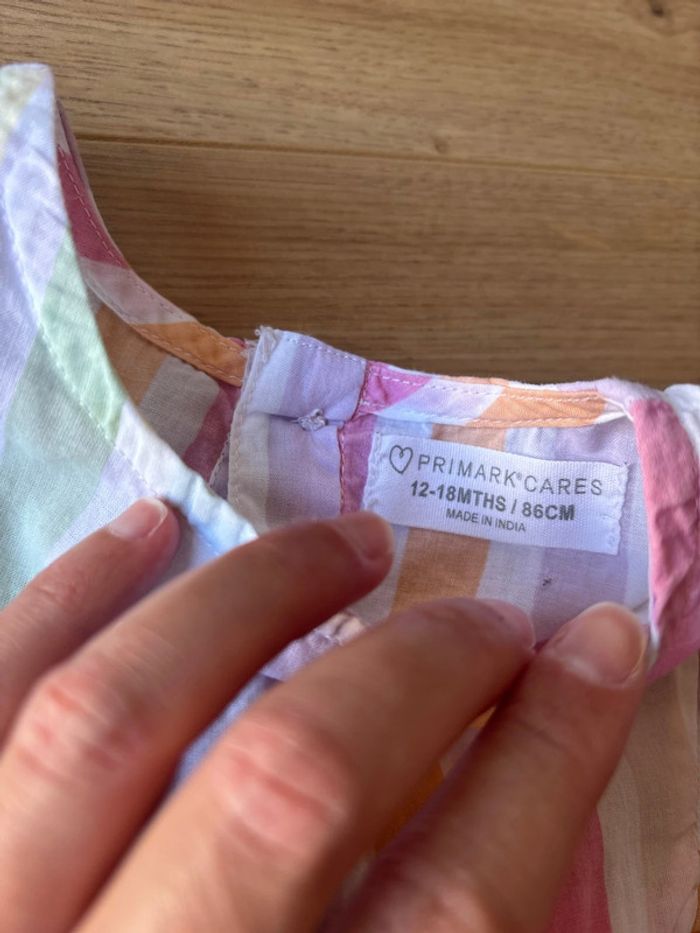 PRIMARK® CARES
12-18MTHS / 86CM
MADE IN INDIA